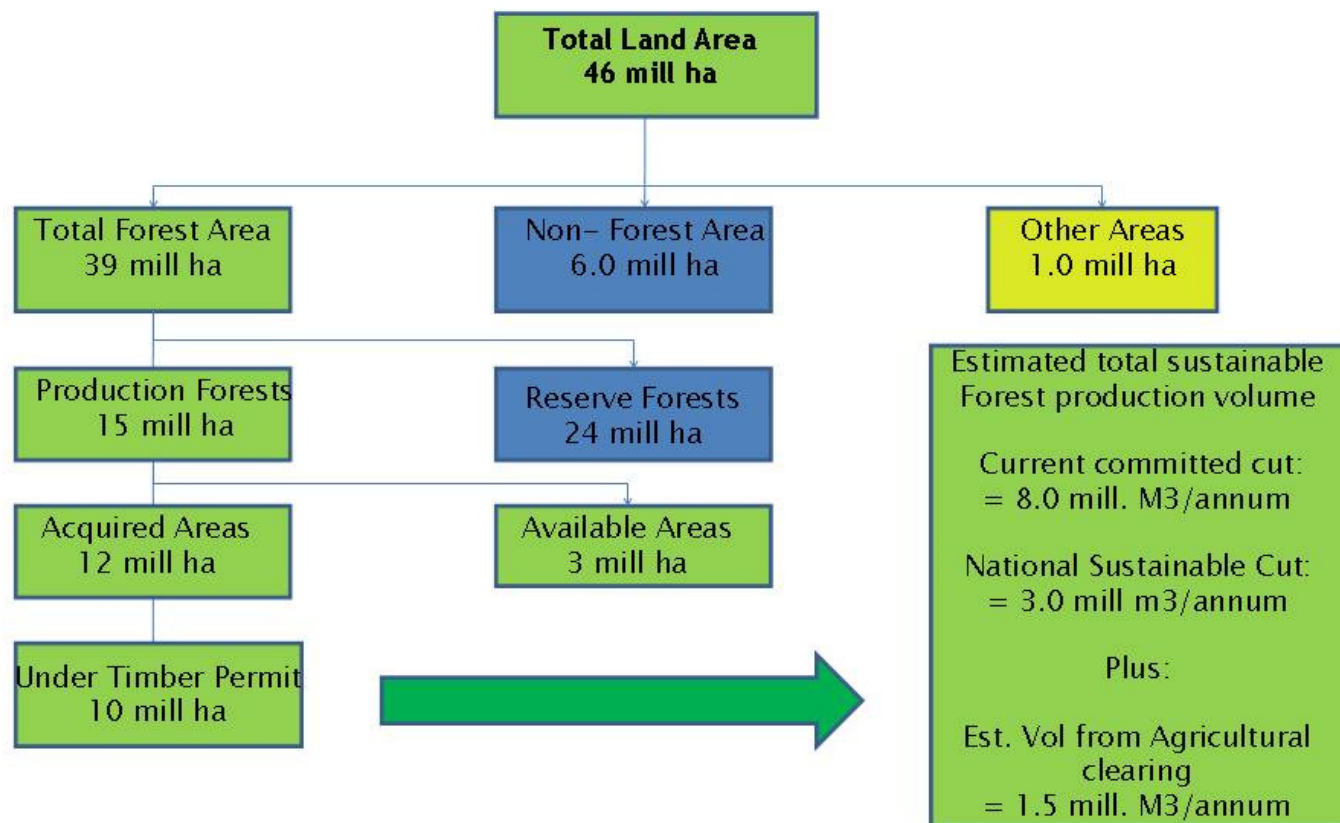 Total Land Area
46 mill ha
Total Forest Area
39 mill ha
Non- Forest Area
6.0 mill ha
Other Areas
1.0 mill ha
Production Forests
15 mill ha
Reserve Forests
24 mill ha
Acquired Areas
12 mill ha
Available Areas
3 mill ha
Under Timber Permit
10 mill ha
Estimated total sustainable
Forest production volume
Current committed cut:
= 8.0 mill. M3/annum
National Sustainable Cut:
= 3.0 mill m3/annum
Plus:
Est. Vol from Agricultural
clearing
= 1.5 mill. M3/annum